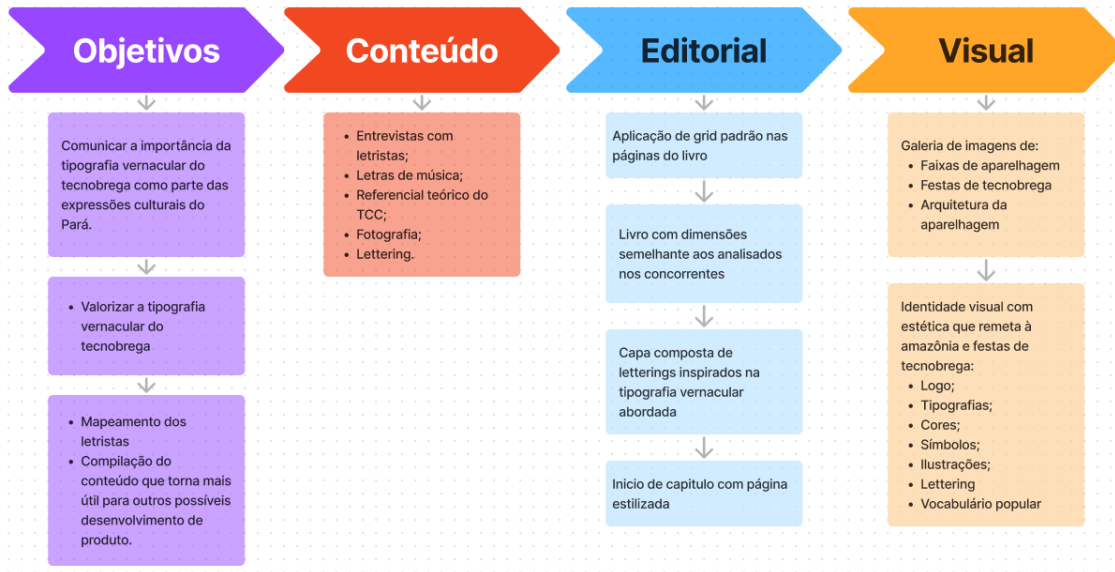 Objetivos
Comunicar a importância da
tipografia vernacular do
tecnobrega como parte das
expressões culturais do
Pará.
• Valorizar a tipografia
vernacular do
tecnobrega
• Mapeamento dos
letristas
• Compilação do
conteúdo que torna mais
útil para outros possíveis
desenvolvimento de
produto.
Conteúdo
• Entrevistas com
letristas;
• Letras de música;
• Referencial teórico do
TCC;
• Fotografia;
• Lettering.
Editorial
Aplicação de grid padrão nas
páginas do livro
Livro com dimensões
semelhante aos analisados
nos concorrentes
Capa composta de
letterings inspirados na
tipografia vernacular
abordada
Inicio de capitulo com página
estilizada
Visual
Galeria de imagens de:
• Faixas de aparelhagem
• Festas de tecnobrega
• Arquitetura da
aparelhagem
Identidade visual com
estética que remeta à
amazônia e festas de
tecnobrega:
• Logo;
• Tipografias;
• Cores;
• Símbolos;
• Ilustrações;
• Lettering
• Vocabulário popular